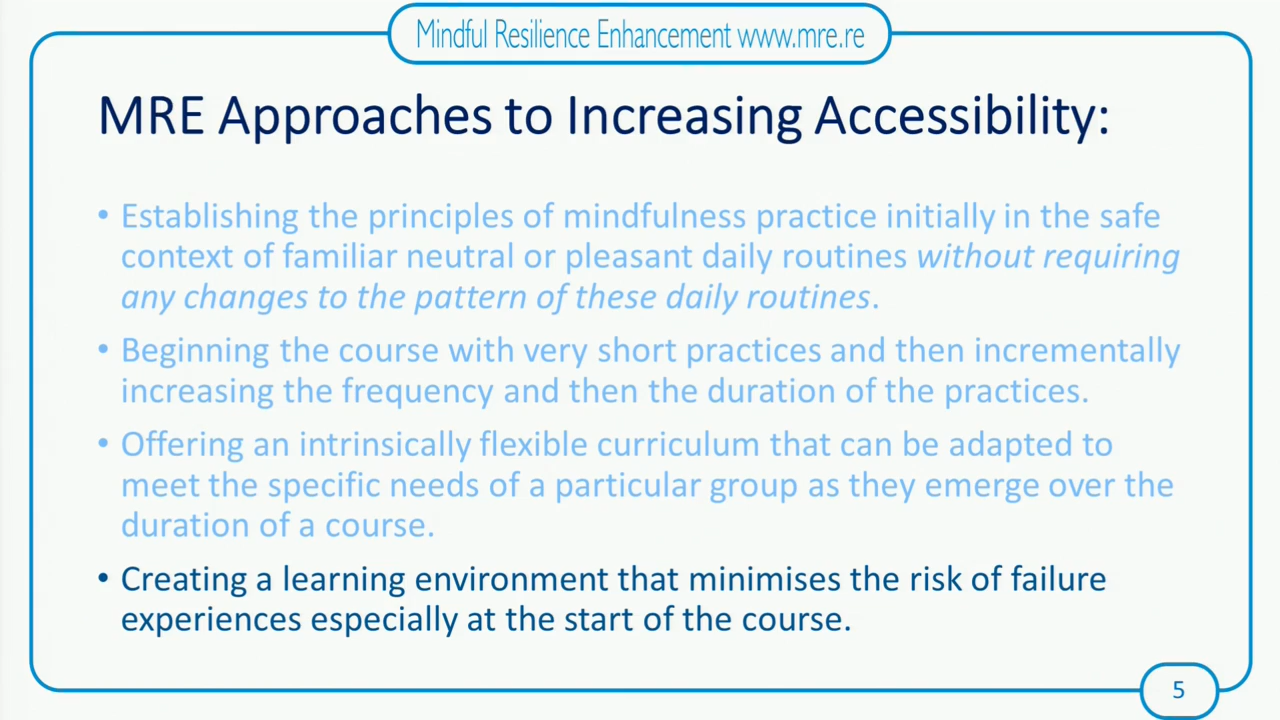 Mindful Resilience Enhancement www.mre.re
MRE Approaches to Increasing Accessibility:
• Establishing the principles of mindfulness practice initially in the safe
context of familiar neutral or pleasant daily routines without requiring
any changes to the pattern of these daily routines.
• Beginning the course with very short practices and then incrementally
increasing the frequency and then the duration of the practices.
• Offering an intrinsically flexible curriculum that can be adapted to
meet the specific needs of a particular group as they emerge over the
duration of a course.
• Creating a learning environment that minimises the risk of failure
experiences especially at the start of the course.
5